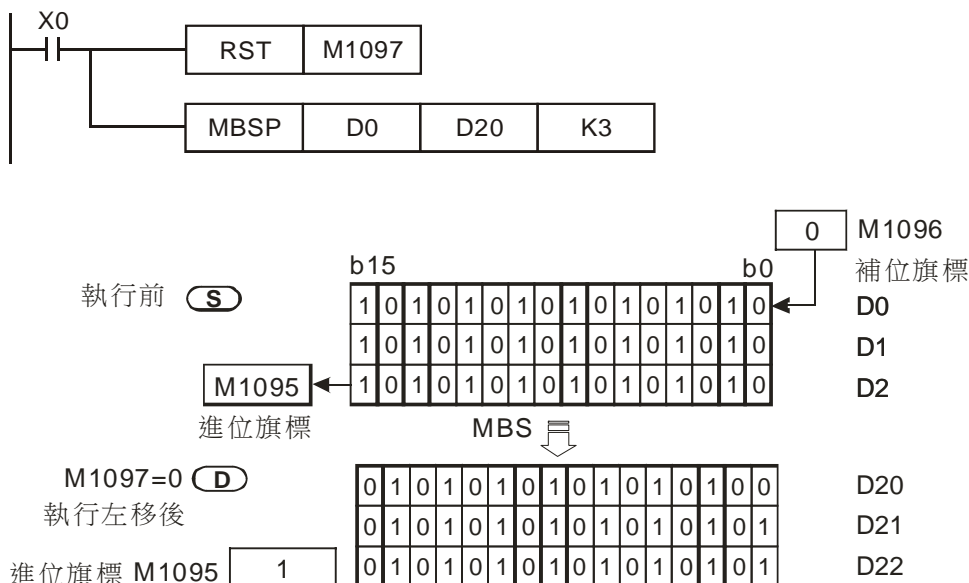 X0
RST M1097
MBSP D0 D20 K3
0 M1096
b15 b0 補位旗標
執行前 S 1 0 1 0 1 0 1 0 1 0 1 0 1 0 1 0 D0
1 0 1 0 1 0 1 0 1 0 1 0 1 0 1 0 D1
M1095 1 0 1 0 1 0 1 0 1 0 1 0 1 0 1 0 D2
進位旗標 MBS
M1097=0 D 0 1 0 1 0 1 0 1 0 1 0 1 0 1 0 0 D20
執行左移後 0 1 0 1 0 1 0 1 0 1 0 1 0 1 0 1 D21
進位旗標 M1095 1 0 1 0 1 0 1 0 1 0 1 0 1 0 1 0 1 D22